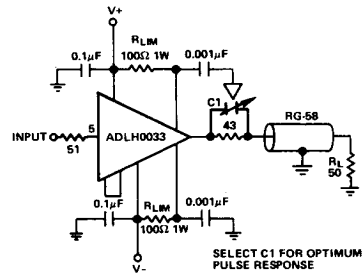 V+
0.1µF
RLIM
100Ω 1W
0.001µF
C1
RG-58
INPUT
51
5
ADLH0033
43
RL
50
0.1µF
RLIM
100Ω 1W
0.001µF
V-
SELECT C1 FOR OPTIMUM
PULSE RESPONSE